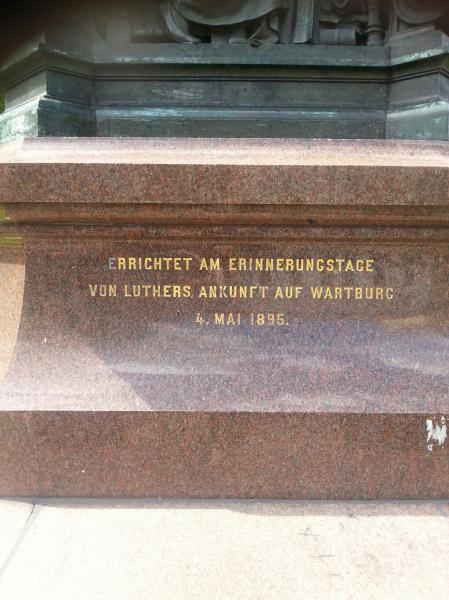 ERRICHTET AM ERINNERUNGSTAGE
VON LUTHERS ANKUNFT AUF WARTBURG
4. MAI 1895.